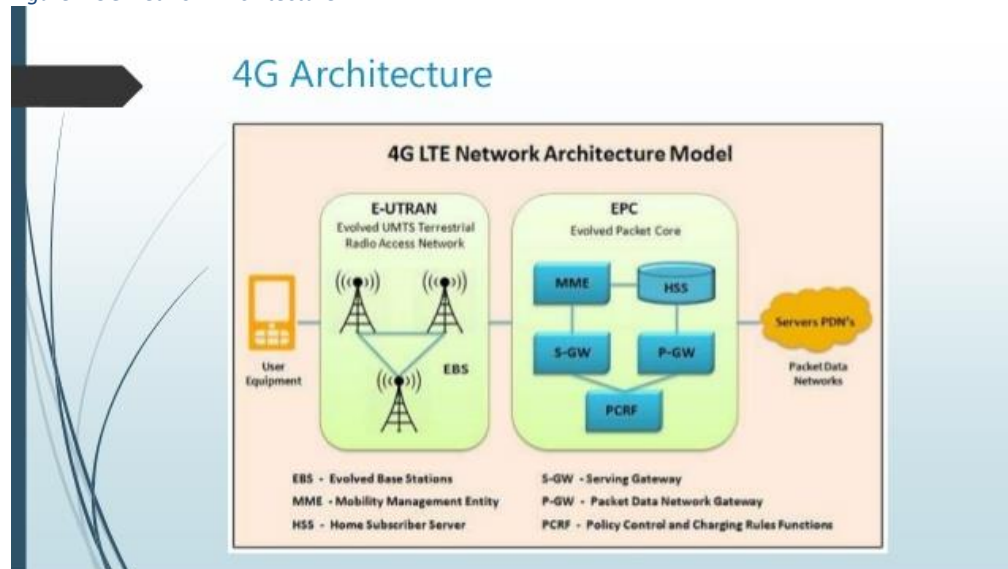 4G Architecture
4G LTE Network Architecture Model
E-UTRAN
Evolved UMTS Terrestrial
Radio Access Network
EPC
Evolved Packet Core
MME
HSS
S-GW
P-GW
PCRF
EBS
User
Equipment
Servers PDN's
Packet Data
Networks
EBS - Evolved Base Stations
MME - Mobility Management Entity
HSS - Home Subscriber Server
S-GW - Serving Gateway
P-GW - Packet Data Network Gateway
PCRF - Policy Control and Charging Rules Functions